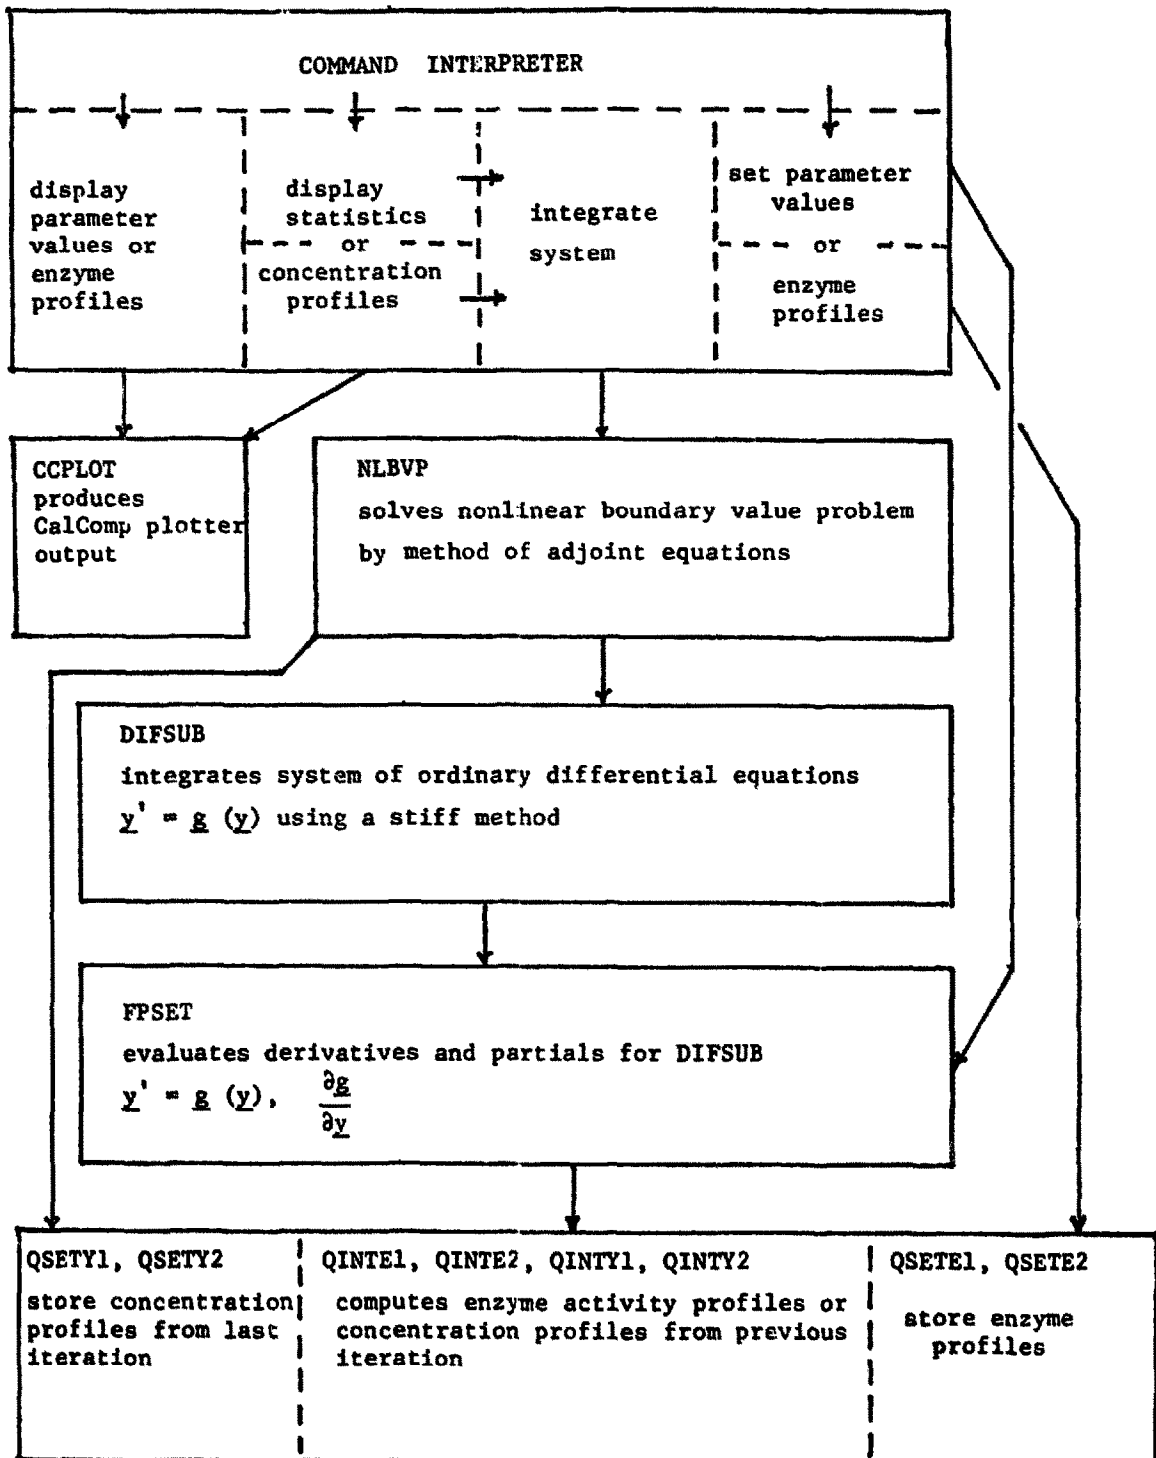 COMMAND INTERPRETER
display
parameter
values or
enzyme
profiles
display
statistics
or
concentration
profiles
integrate
system
set parameter
values
or
enzyme
profiles
CCPLOT
produces
CalComp plotter
output
NLBVP
solves nonlinear boundary value problem
by method of adjoint equations
DIFSUB
integrates system of ordinary differential equations
y' = g (y) using a stiff method
FPSET
evaluates derivatives and partials for DIFSUB
y' = g (y), ∂g
∂y
QSETY1, QSETY2
store concentration
profiles from last
iteration
QINTE1, QINTE2, QINTY1, QINTY2
computes enzyme activity profiles or
concentration profiles from previous
iteration
QSETE1, QSETE2
store enzyme
profiles